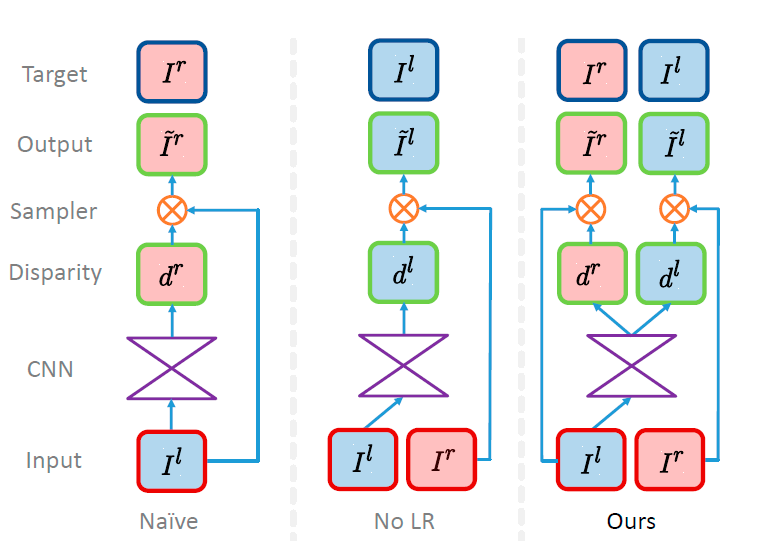 Target I^r I^l I^r I^l
Output Ĩ^r Ĩ^l Ĩ^r Ĩ^l
Sampler
Disparity d^r d^l d^r d^l
CNN
Input I^l I^l I^r I^l I^r
Naïve No LR Ours